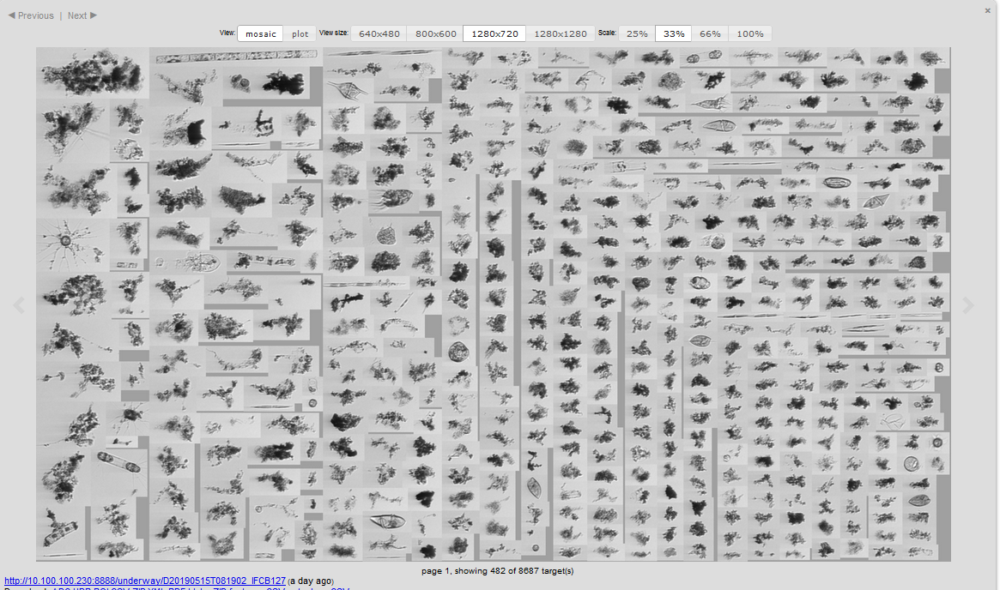 ◀ Previous | Next ▶
×
View: mosaic plot View size: 640x480 800x600 1280x720 1280x1280 Scale: 25% 33% 66% 100%
page 1, showing 482 of 8687 target(s)
http://10.100.100.230:8888/underway/D20190515T081902_IFCB127 (a day ago)